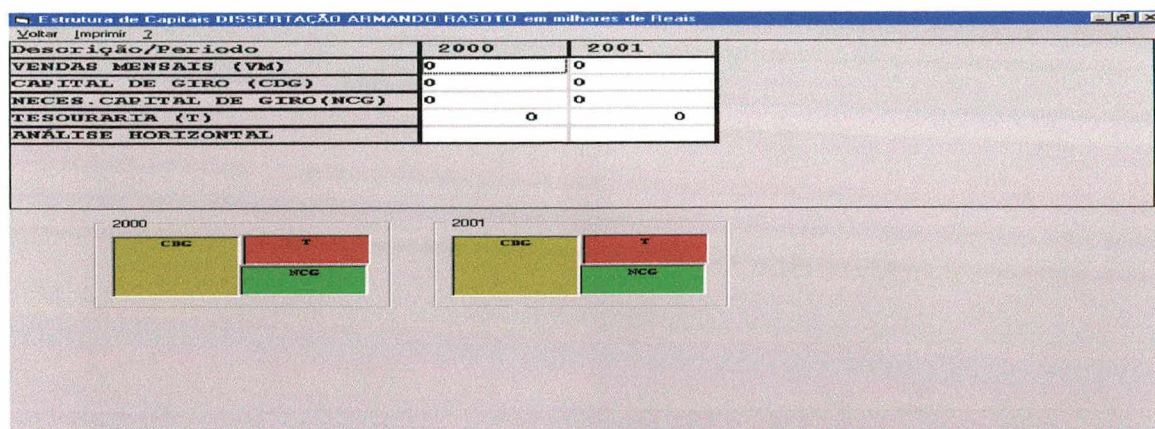 Estrutura de Capitais DISSERTAÇÃO ARMANDO RASOTO em milhares de Reais
Voltar Imprimir ?
Descrição/Periodo 2000 2001
VENDAS MENSAIS (VM) 0 0
CAPITAL DE GIRO (CDG) 0 0
NECES.CAPITAL DE GIRO(NCG) 0 0
TESOURARIA (T) 0 0
ANÁLISE HORIZONTAL
2000 2001
CDG T CDG T
NCG NCG